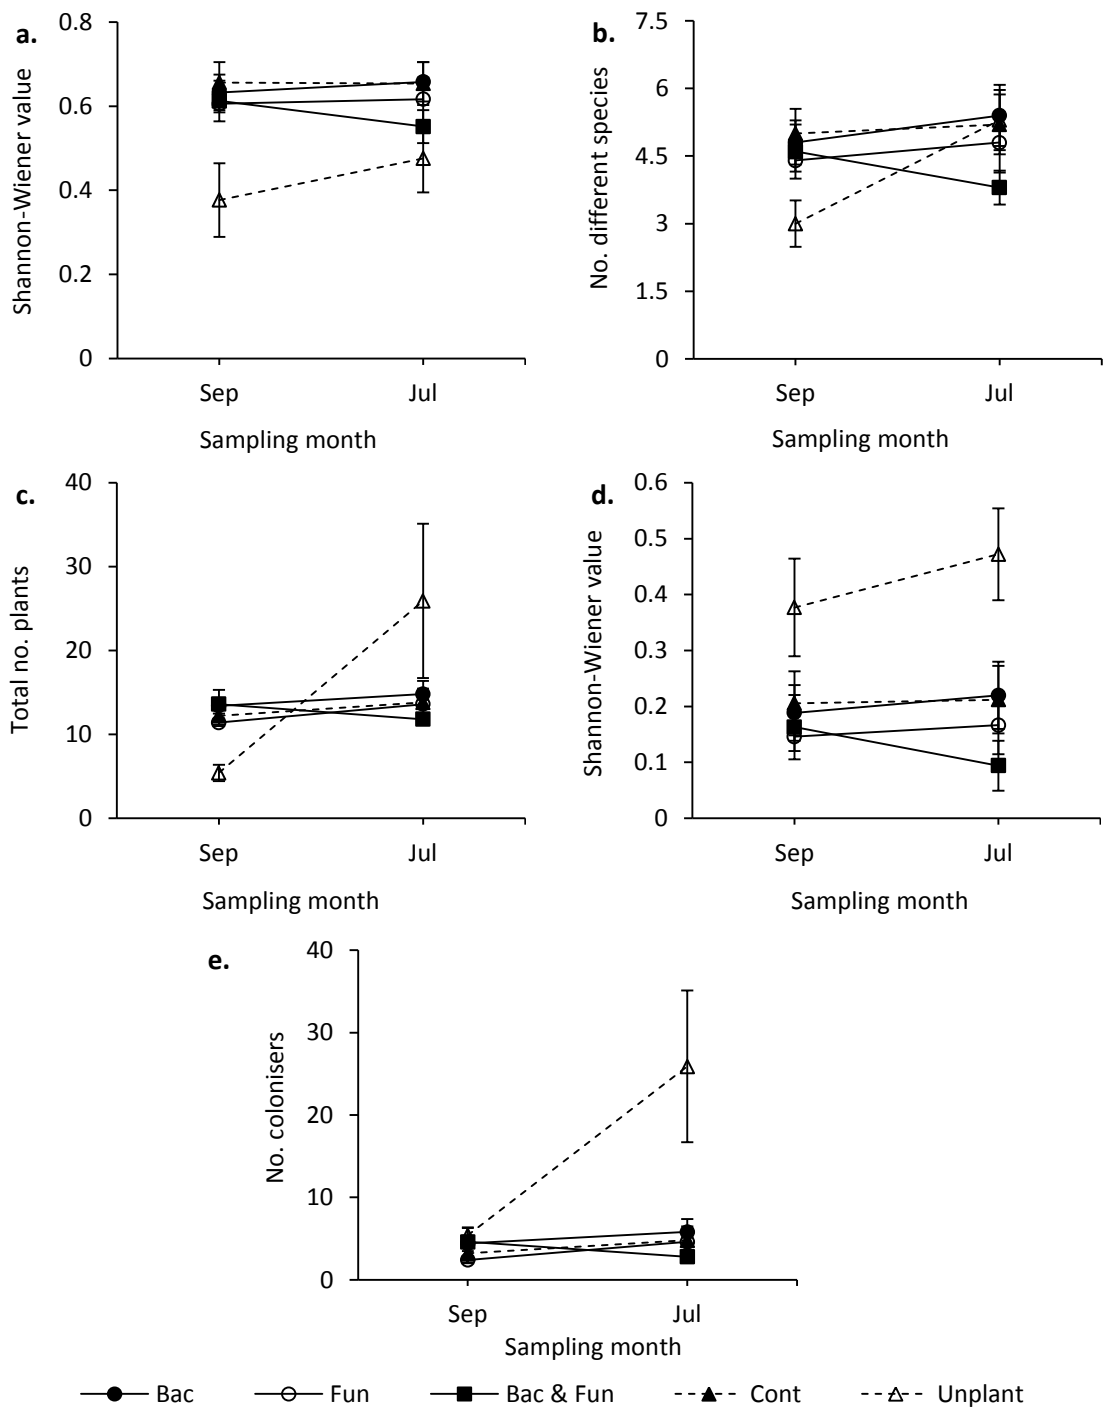 a.
Shannon-Wiener value
0.8
0.6
0.4
0.2
0
Sep Jul
Sampling month
b.
No. different species
7.5
6
4.5
3
1.5
0
Sep Jul
Sampling month
c.
Total no. plants
40
30
20
10
0
Sep Jul
Sampling month
d.
Shannon-Wiener value
0.6
0.5
0.4
0.3
0.2
0.1
0
Sep Jul
Sampling month
e.
No. colonisers
40
30
20
10
0
Sep Jul
Sampling month
Bac Fun Bac & Fun Cont Unplant